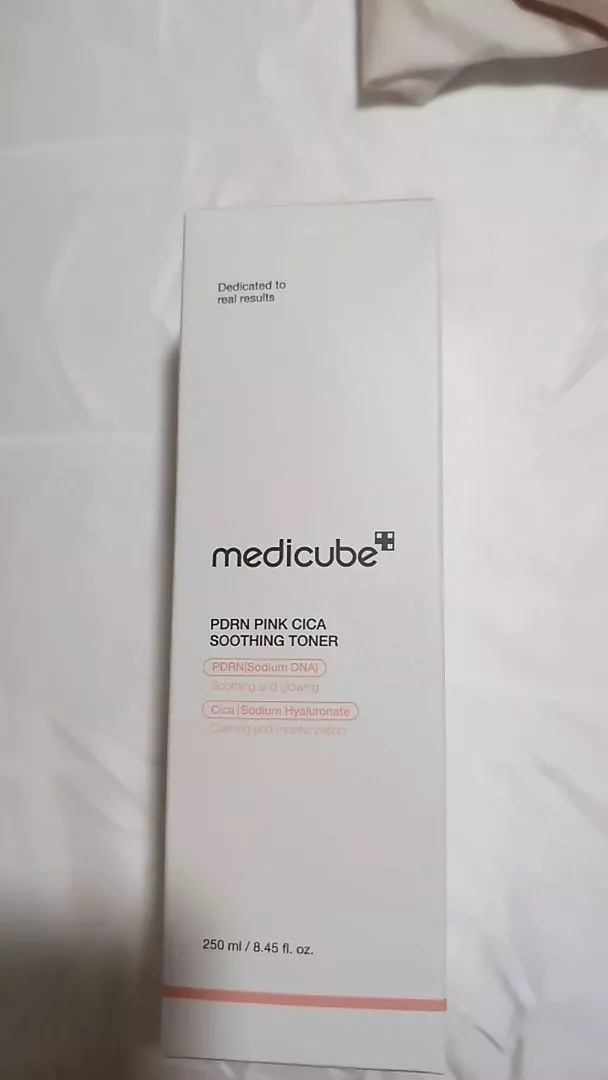 Dedicated to
real results
medicube
PDRN PINK CICA
SOOTHING TONER
PDRN(Sodium DNA)
Soothing and glowing
Cica | Sodium Hyaluronate
Calming and moisturization
250 ml / 8.45 fl. oz.